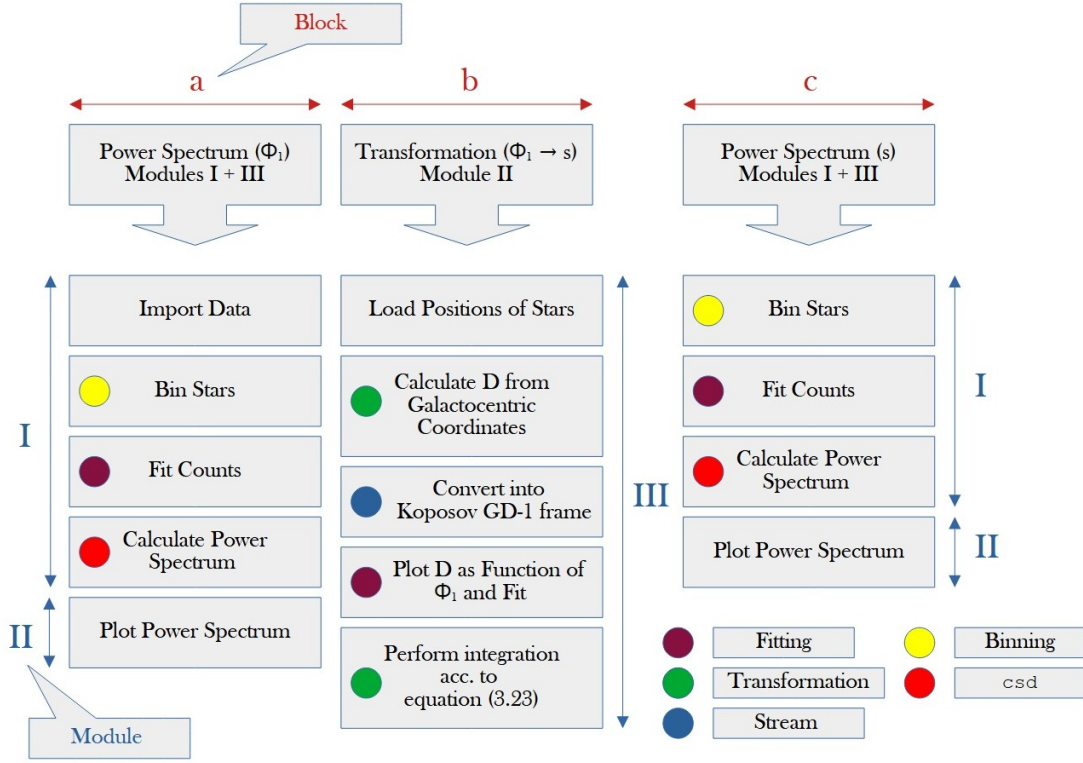 Block
a
b
c
Power Spectrum (Φ₁)
Modules I + III
Transformation (Φ₁ → s)
Module II
Power Spectrum (s)
Modules I + III
I
Import Data
Bin Stars
Fit Counts
Calculate Power
Spectrum
II
Plot Power Spectrum
Module
Load Positions of Stars
Calculate D from
Galactocentric
Coordinates
Convert into
Koposov GD-1 frame
Plot D as Function of
Φ₁ and Fit
Perform integration
acc. to
equation (3.23)
III
Bin Stars
Fit Counts
Calculate Power
Spectrum
I
Plot Power Spectrum
II
Fitting
Binning
Transformation
csd
Stream